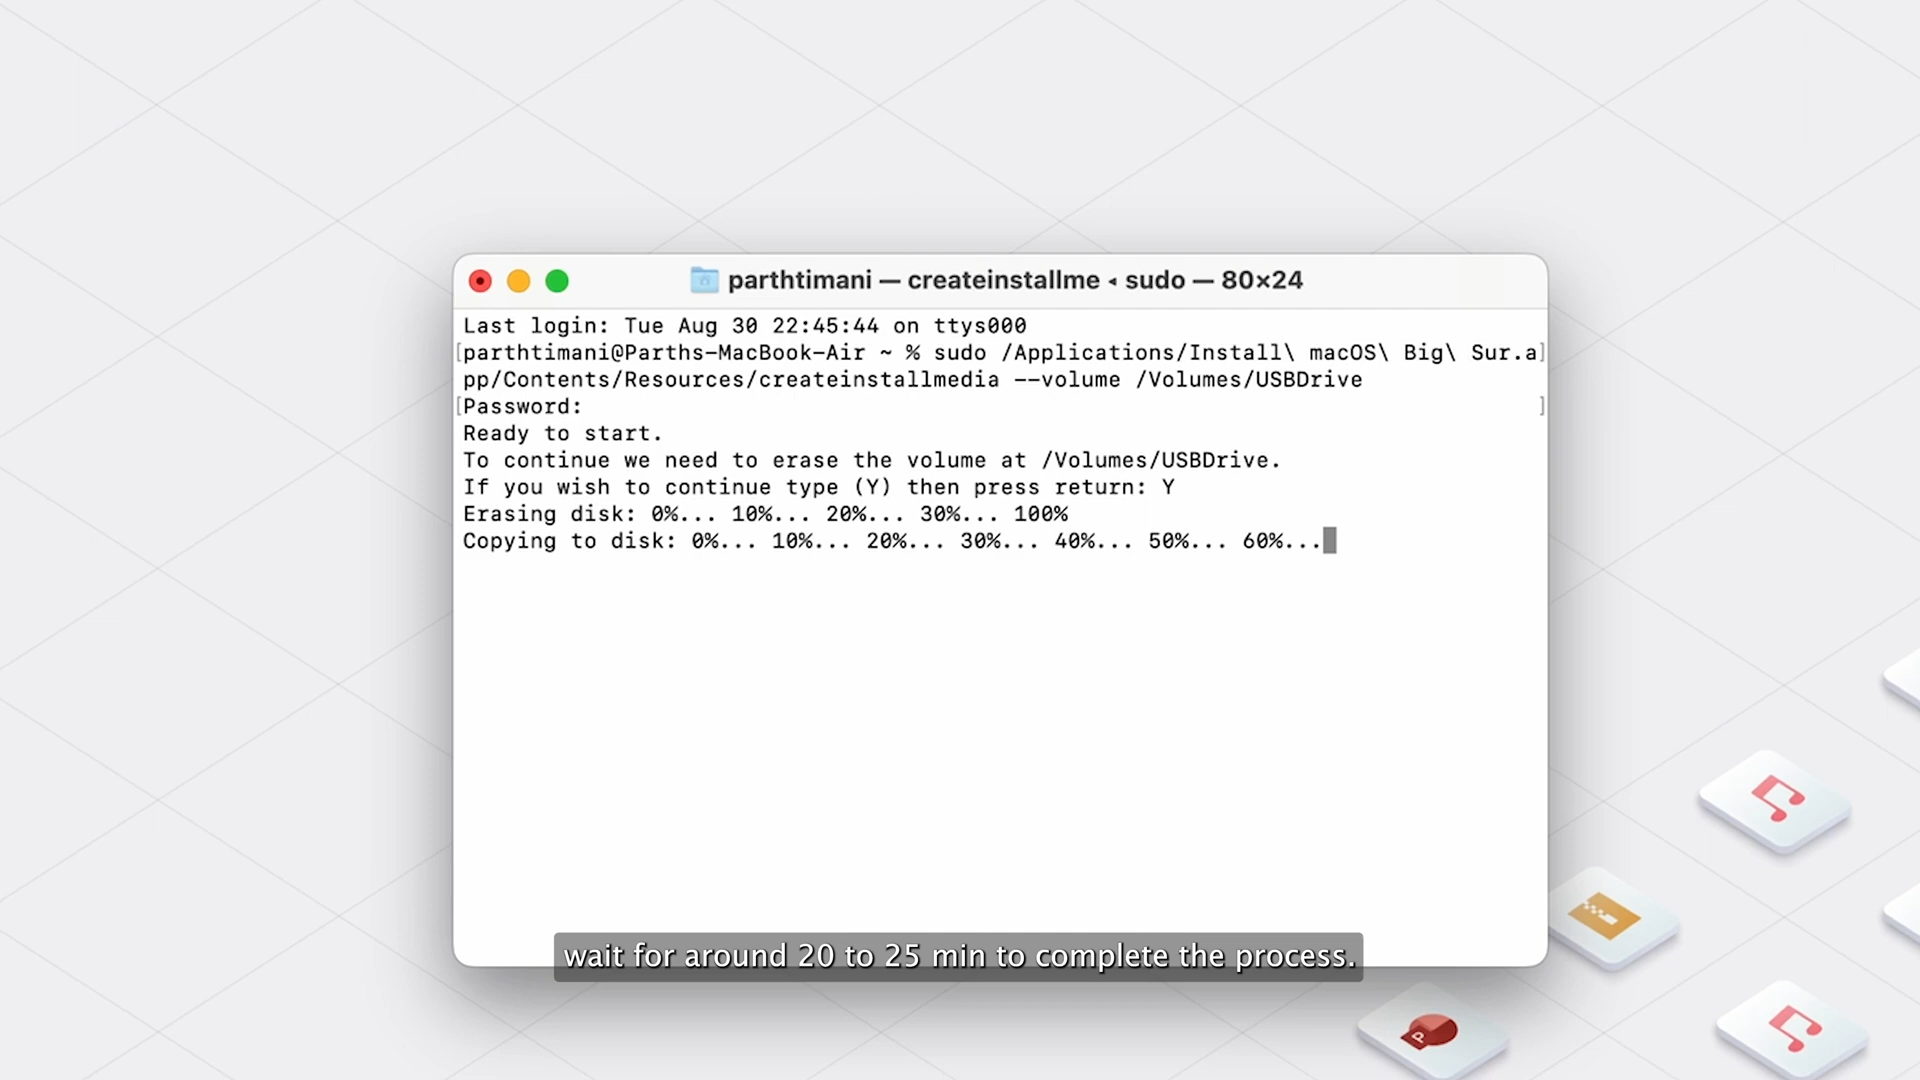 parthtimani — createinstallme ◂ sudo — 80×24
Last login: Tue Aug 30 22:45:44 on ttys000
[parthtimani@Parths-MacBook-Air ~ % sudo /Applications/Install\ macOS\ Big\ Sur.a]
pp/Contents/Resources/createinstallmedia --volume /Volumes/USBDrive
[Password: ]
Ready to start.
To continue we need to erase the volume at /Volumes/USBDrive.
If you wish to continue type (Y) then press return: Y
Erasing disk: 0%... 10%... 20%... 30%... 100%
Copying to disk: 0%... 10%... 20%... 30%... 40%... 50%... 60%...
wait for around 20 to 25 min to complete the process.
P